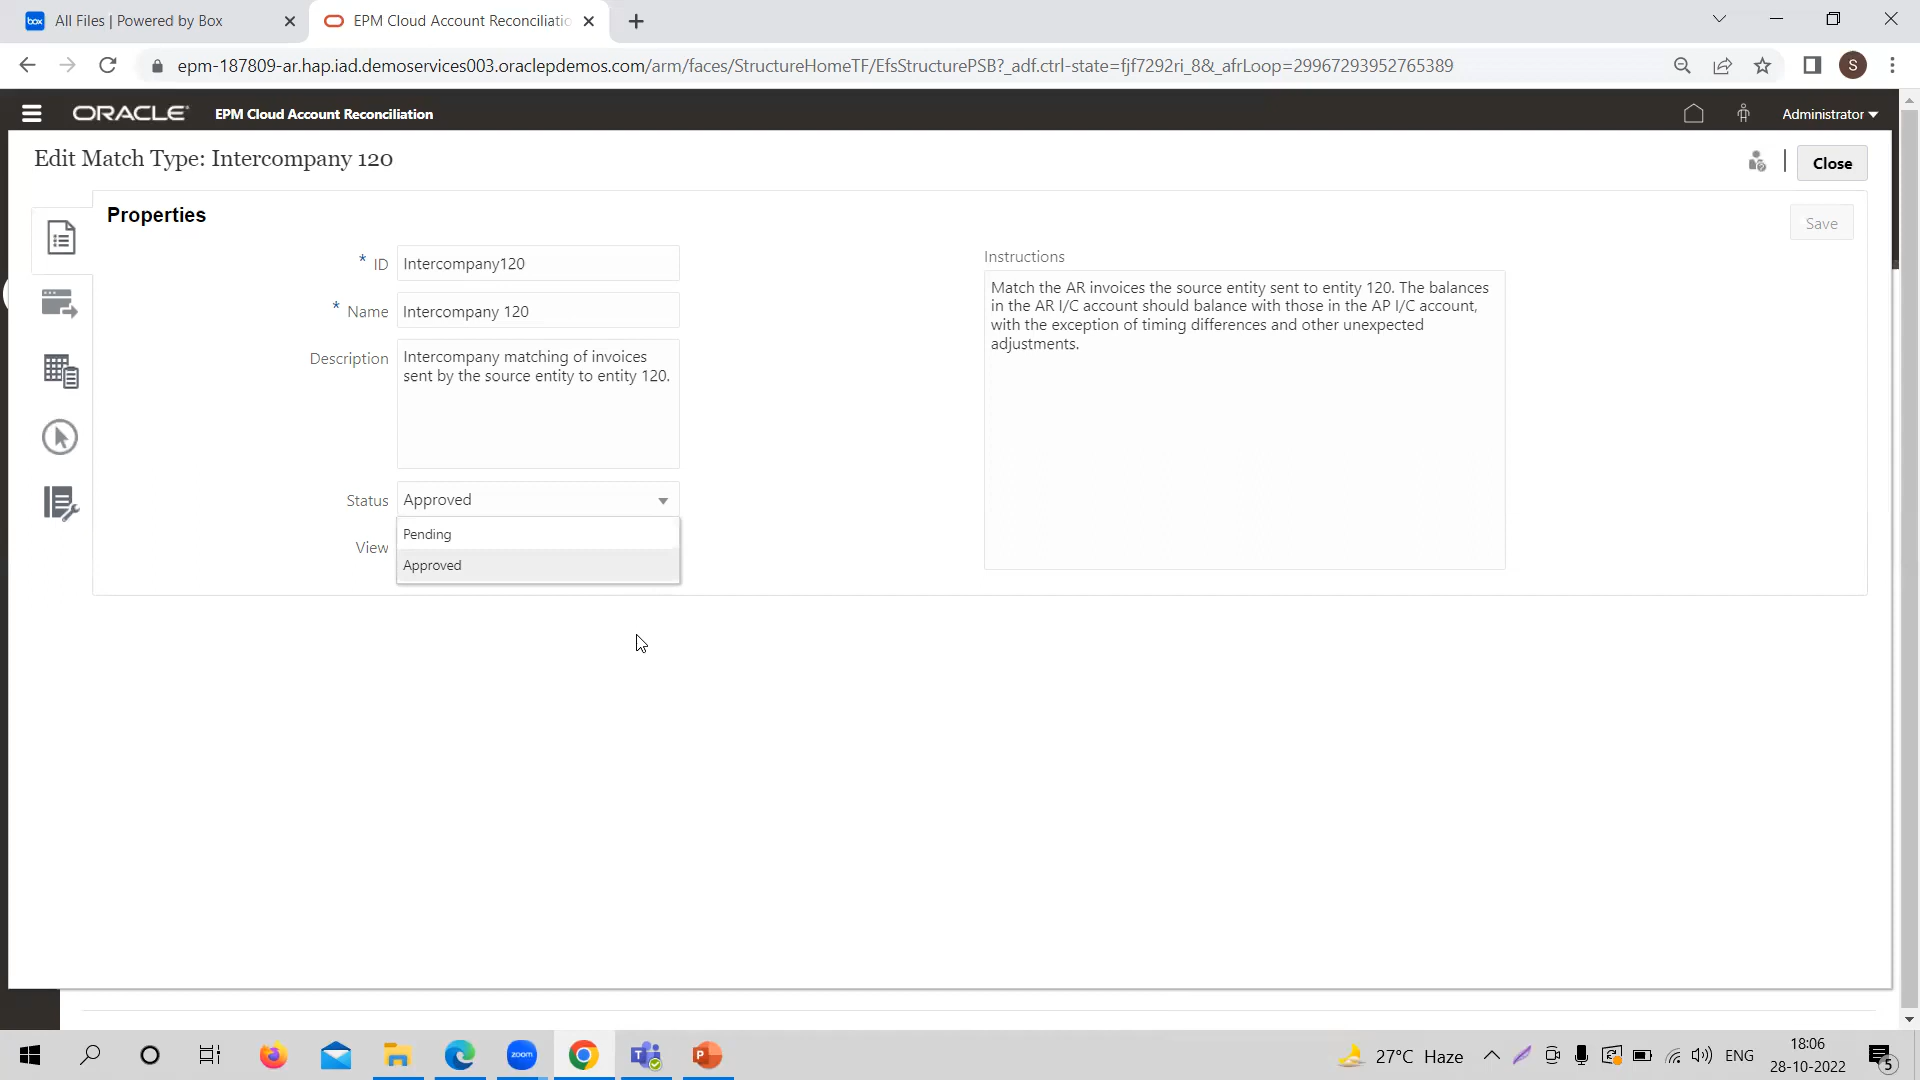 box All Files | Powered by Box
EPM Cloud Account Reconciliatio
epm-187809-ar.hap.iad.demoservices003.oraclepdemos.com/arm/faces/StructureHomeTF/EfsStructurePSB?_adf.ctrl-state=fjf7292ri_8&_afrLoop=29967293952765389
S
ORACLE EPM Cloud Account Reconciliation
Administrator
Edit Match Type: Intercompany 120
Close
Properties
Save
* ID Intercompany120
* Name Intercompany 120
Description Intercompany matching of invoices
sent by the source entity to entity 120.
Status Approved
Pending
View
Approved
Instructions
Match the AR invoices the source entity sent to entity 120. The balances
in the AR I/C account should balance with those in the AP I/C account,
with the exception of timing differences and other unexpected
adjustments.
zoom
27°C Haze
ENG
18:06
28-10-2022
5